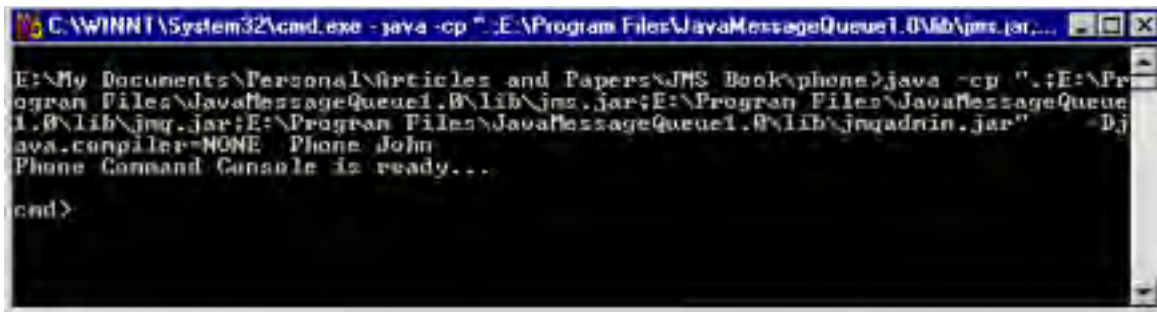 C:\WINNT\System32\cmd.exe - java -cp ".;E:\Program Files\JavaMessageQueue1.0\lib\jms.jar;...
E:\My Documents\Personal\Articles and Papers\JMS Book\phone>java -cp ".;E:\Pr
ogram Files\JavaMessageQueue1.0\lib\jms.jar;E:\Program Files\JavaMessageQueue
1.0\lib\jmq.jar;E:\Program Files\JavaMessageQueue1.0\lib\jmqadmin.jar" -Dj
ava.compiler=NONE Phone John
Phone Command Console is ready...
cmd>